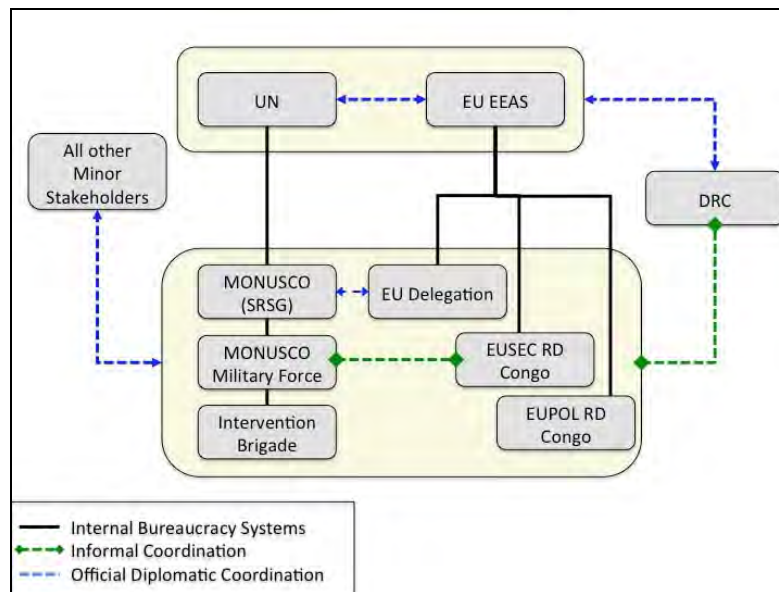 UN
EU EEAS
All other
Minor
Stakeholders
DRC
MONUSCO
(SRSG)
EU Delegation
MONUSCO
Military Force
EUSEC RD
Congo
Intervention
Brigade
EUPOL RD
Congo
Internal Bureaucracy Systems
Informal Coordination
Official Diplomatic Coordination